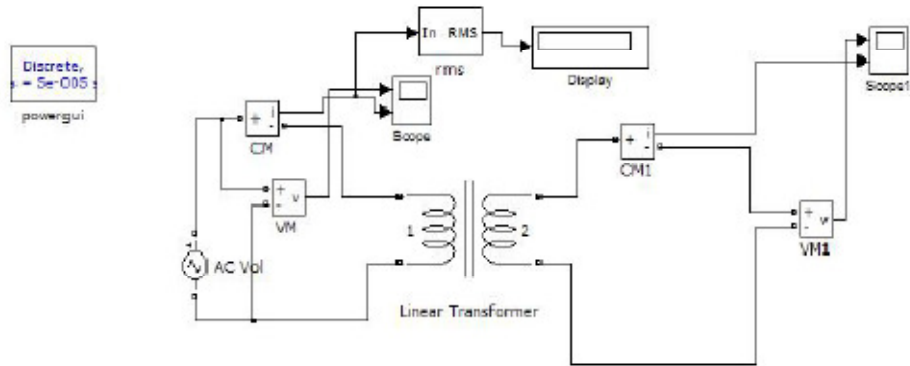 Discrete,
s = 5e-005 s
powergui
In RMS
rms
Display
Scope
Scope1
+ i
-
CM
+ v
-
VM
AC Vol
1
2
Linear Transformer
+ i
-
CM1
+ v
-
VM1